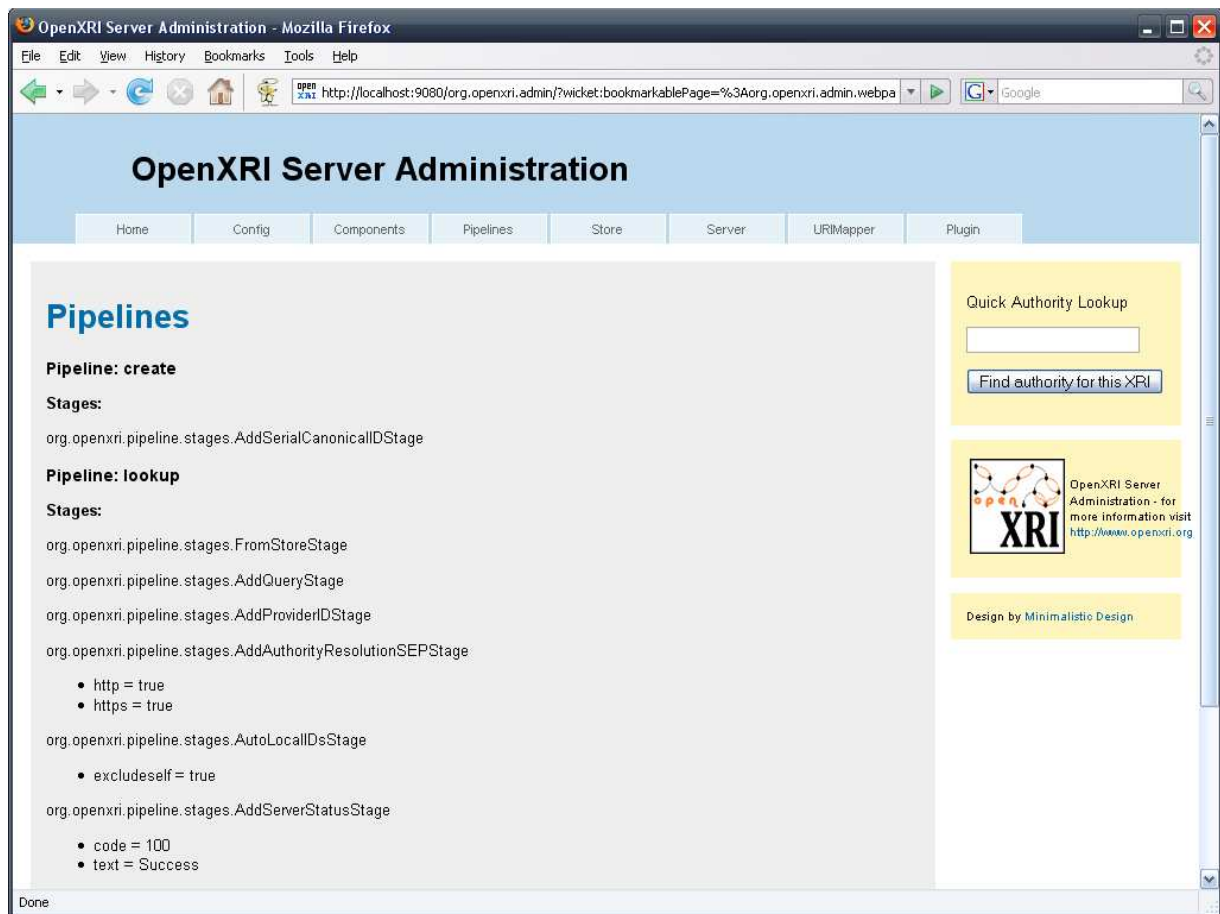 OpenXRI Server Administration - Mozilla Firefox
File Edit View History Bookmarks Tools Help
open XRI http://localhost:9080/org.openxri.admin/?wicket:bookmarkablePage=%3Aorg.openxri.admin.webpa G Google
OpenXRI Server Administration
Home Config Components Pipelines Store Server URIMapper Plugin
Pipelines
Pipeline: create
Stages:
org.openxri.pipeline.stages.AddSerialCanonicalIDStage
Pipeline: lookup
Stages:
org.openxri.pipeline.stages.FromStoreStage
org.openxri.pipeline.stages.AddQueryStage
org.openxri.pipeline.stages.AddProviderIDStage
org.openxri.pipeline.stages.AddAuthorityResolutionSEPStage
• http = true
• https = true
org.openxri.pipeline.stages.AutoLocalIDsStage
• excludeself = true
org.openxri.pipeline.stages.AddServerStatusStage
• code = 100
• text = Success
Quick Authority Lookup
Find authority for this XRI
open
XRI
OpenXRI Server
Administration - for
more information visit
http://www.openxri.org
Design by Minimalistic Design
Done